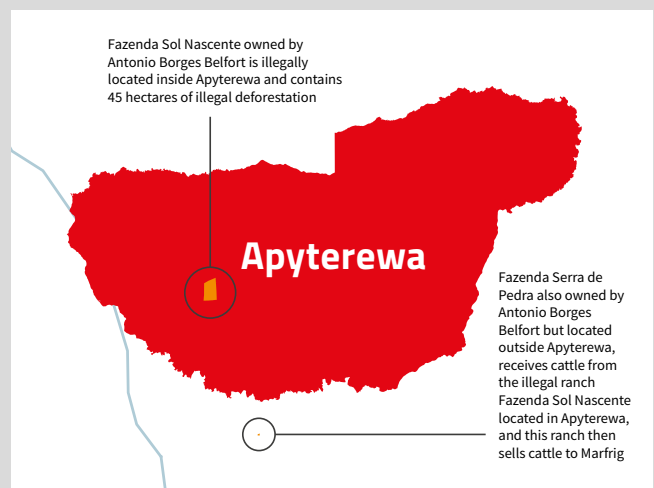 Fazenda Sol Nascente owned by
Antonio Borges Belfort is illegally
located inside Apyterewa and contains
45 hectares of illegal deforestation
Apyterewa
Fazenda Serra de
Pedra also owned by
Antonio Borges
Belfort but located
outside Apyterewa,
receives cattle from
the illegal ranch
Fazenda Sol Nascente
located in Apyterewa,
and this ranch then
sells cattle to Marfrig